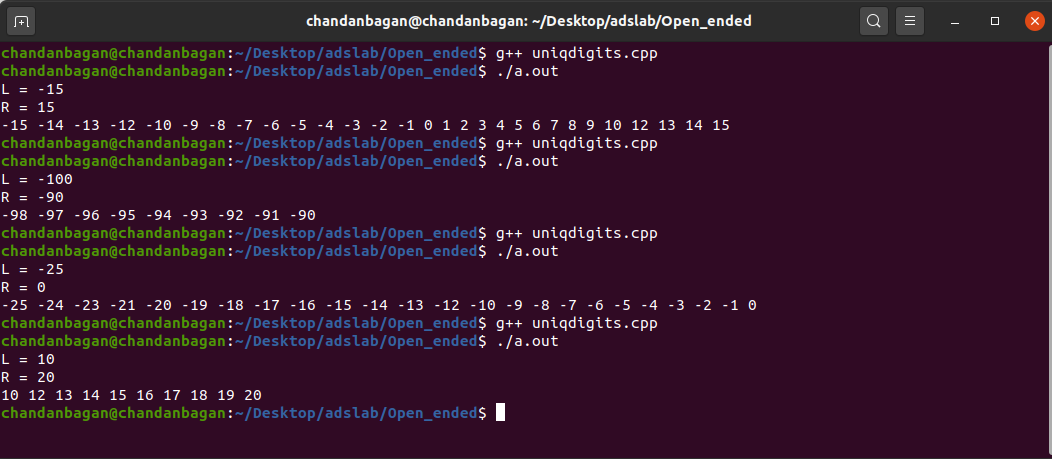 chandanbagan@chandanbagan: ~/Desktop/adslab/Open_ended
chandanbagan@chandanbagan:~/Desktop/adslab/Open_ended$ g++ uniqdigits.cpp
chandanbagan@chandanbagan:~/Desktop/adslab/Open_ended$ ./a.out
L = -15
R = 15
-15 -14 -13 -12 -10 -9 -8 -7 -6 -5 -4 -3 -2 -1 0 1 2 3 4 5 6 7 8 9 10 12 13 14 15
chandanbagan@chandanbagan:~/Desktop/adslab/Open_ended$ g++ uniqdigits.cpp
chandanbagan@chandanbagan:~/Desktop/adslab/Open_ended$ ./a.out
L = -100
R = -90
-98 -97 -96 -95 -94 -93 -92 -91 -90
chandanbagan@chandanbagan:~/Desktop/adslab/Open_ended$ g++ uniqdigits.cpp
chandanbagan@chandanbagan:~/Desktop/adslab/Open_ended$ ./a.out
L = -25
R = 0
-25 -24 -23 -21 -20 -19 -18 -17 -16 -15 -14 -13 -12 -10 -9 -8 -7 -6 -5 -4 -3 -2 -1 0
chandanbagan@chandanbagan:~/Desktop/adslab/Open_ended$ g++ uniqdigits.cpp
chandanbagan@chandanbagan:~/Desktop/adslab/Open_ended$ ./a.out
L = 10
R = 20
10 12 13 14 15 16 17 18 19 20
chandanbagan@chandanbagan:~/Desktop/adslab/Open_ended$